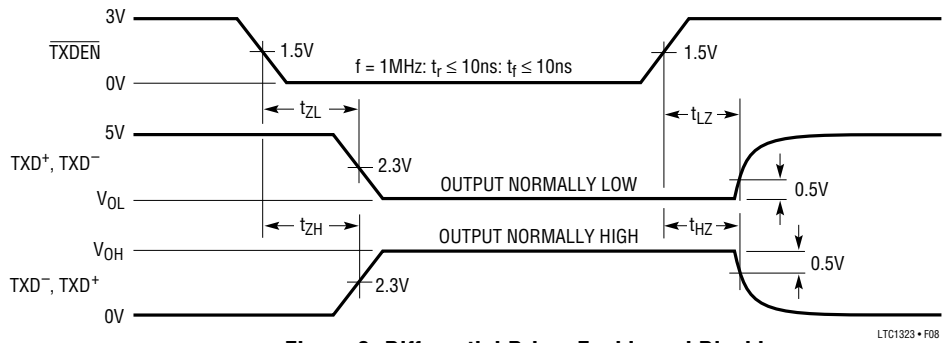 3V
TXDEN
1.5V
1.5V
f = 1MHz: tr ≤ 10ns: tf ≤ 10ns
0V
tZL
tLZ
5V
TXD+, TXD–
2.3V
OUTPUT NORMALLY LOW
0.5V
VOL
tZH
tHZ
OUTPUT NORMALLY HIGH
VOH
0.5V
TXD–, TXD+
2.3V
0V
LTC1323 • F08